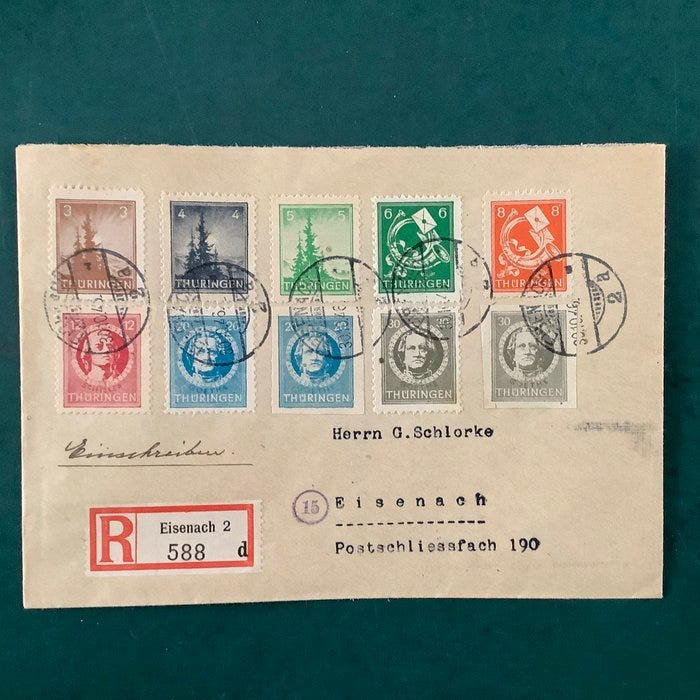 3 3
THÜRINGEN
4 4
THÜRINGEN
5 5
THÜRINGEN
6 6
THÜRINGEN
8 8
THÜRINGEN
12 12
THÜRINGEN
20 20
THÜRINGEN
20 20
THÜRINGEN
30 30
THÜRINGEN
30
THÜRINGEN
Herrn G.Schlorke
Einschreiben.
15
Eisenach
Postschliessfach 190
R
Eisenach 2
588 d